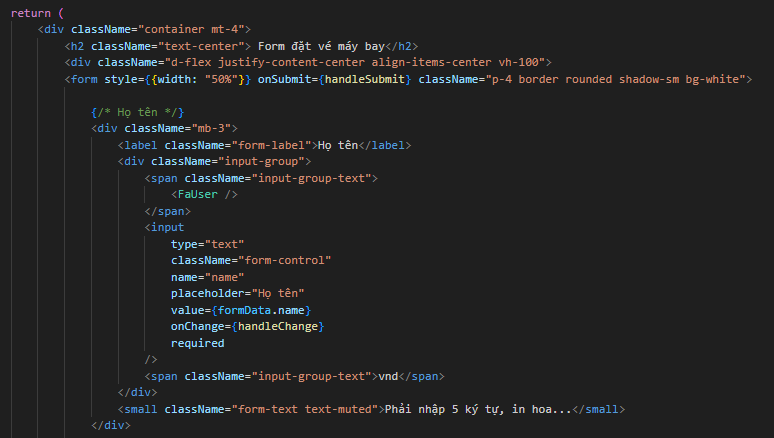 return (
<div className="container mt-4">
<h2 className="text-center"> Form đặt vé máy bay</h2>
<div className="d-flex justify-content-center align-items-center vh-100">
<form style={{width: "50%"}} onSubmit={handleSubmit} className="p-4 border rounded shadow-sm bg-white">
{/* Họ tên */}
<div className="mb-3">
<label className="form-label">Họ tên</label>
<div className="input-group">
<span className="input-group-text">
<FaUser />
</span>
<input
type="text"
className="form-control"
name="name"
placeholder="Họ tên"
value={formData.name}
onChange={handleChange}
required
/>
<span className="input-group-text">vnd</span>
</div>
<small className="form-text text-muted">Phải nhập 5 ký tự, in hoa...</small>
</div>